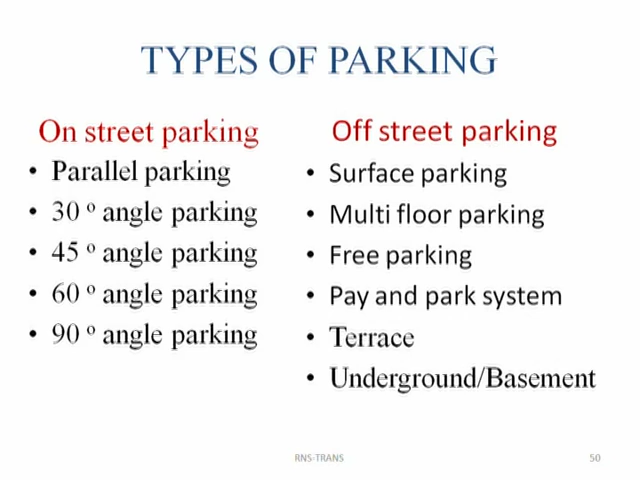 TYPES OF PARKING
On street parking
• Parallel parking
• 30 º angle parking
• 45 º angle parking
• 60 º angle parking
• 90 º angle parking
Off street parking
• Surface parking
• Multi floor parking
• Free parking
• Pay and park system
• Terrace
• Underground/Basement
RNS-TRANS
50